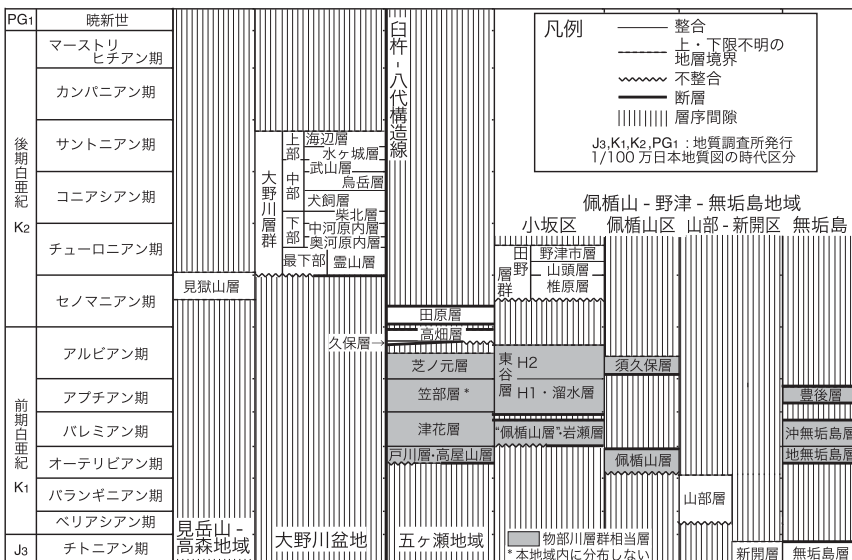 PG1
暁新世
マーストリ
ヒチアン期
カンパニアン期
サントニアン期
コニアシアン期
チューロニアン期
セノマニアン期
アルビアン期
アプチアン期
バレミアン期
オーテリビアン期
バランギニアン期
ベリアシアン期
チトニアン期
後期白亜紀
K2
前期白亜紀
K1
J3
見獄山層
見岳山-
高森地域
大野川層群
上部
中部
下部
最下部
海辺層
水ヶ城層
武山層
鳥岳層
犬飼層
柴北層
中河原内層
奥河原内層
霊山層
大野川盆地
臼杵-八代構造線
田原層
高畑層
久保層→
芝ノ元層
笠部層*
津花層
戸川層・高屋山層
五ヶ瀬地域
凡例
整合
上・下限不明の
地層境界
不整合
断層
層序間隙
J3,K1,K2,PG1:地質調査所発行
1/100万日本地質図の時代区分
佩楯山-野津-無垢島地域
小坂区
佩楯山区
山部-新開区
無垢島
田野層群
野津市層
山頭層
椎原層
東谷層
H2
H1・溜水層
“佩楯山層”・岩瀬層
須久保層
佩楯山層
山部層
新開層
豊後層
沖無垢島層
地無垢島層
無垢島層
物部川層群相当層
*本地域内に分布しない